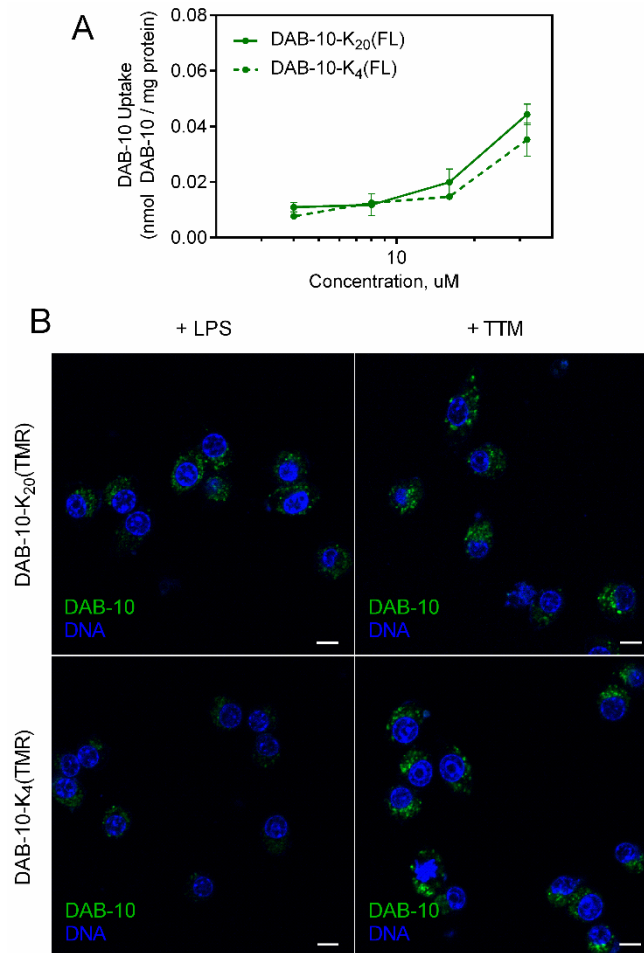 A
DAB-10 Uptake
(nmol DAB-10 / mg protein)
0.08
0.06
0.04
0.02
0.00
DAB-10-K20(FL)
DAB-10-K4(FL)
10
Concentration, uM
B
+ LPS
+ TTM
DAB-10-K20(TMR)
DAB-10
DNA
DAB-10
DNA
DAB-10-K4(TMR)
DAB-10
DNA
DAB-10
DNA